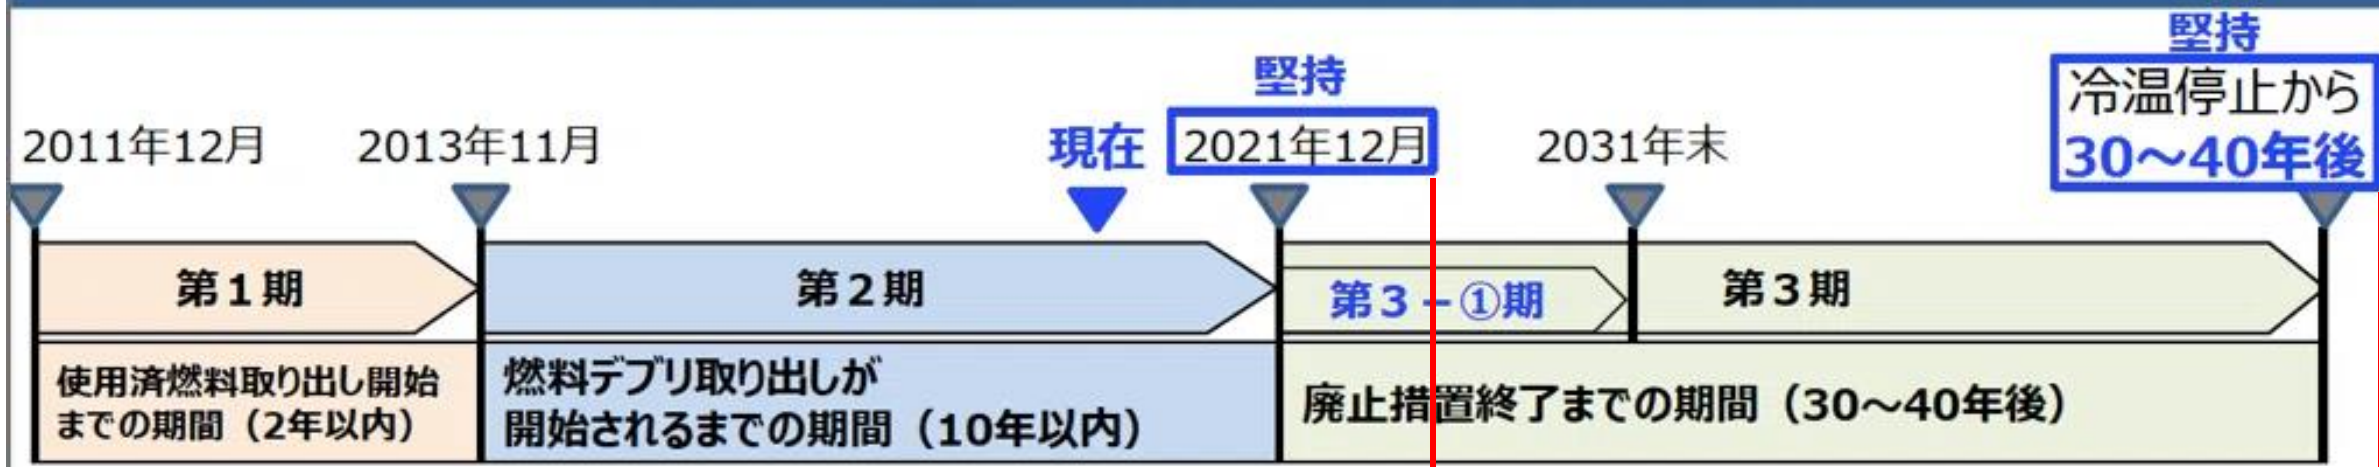 堅持
堅持
冷温停止から
30～40年後
2011年12月
2013年11月
現在
2021年12月
2031年末
第１期
第２期
第３－①期
第３期
使用済燃料取り出し開始
までの期間（2年以内）
燃料デブリ取り出しが
開始されるまでの期間（10年以内）
廃止措置終了までの期間（30～40年後）